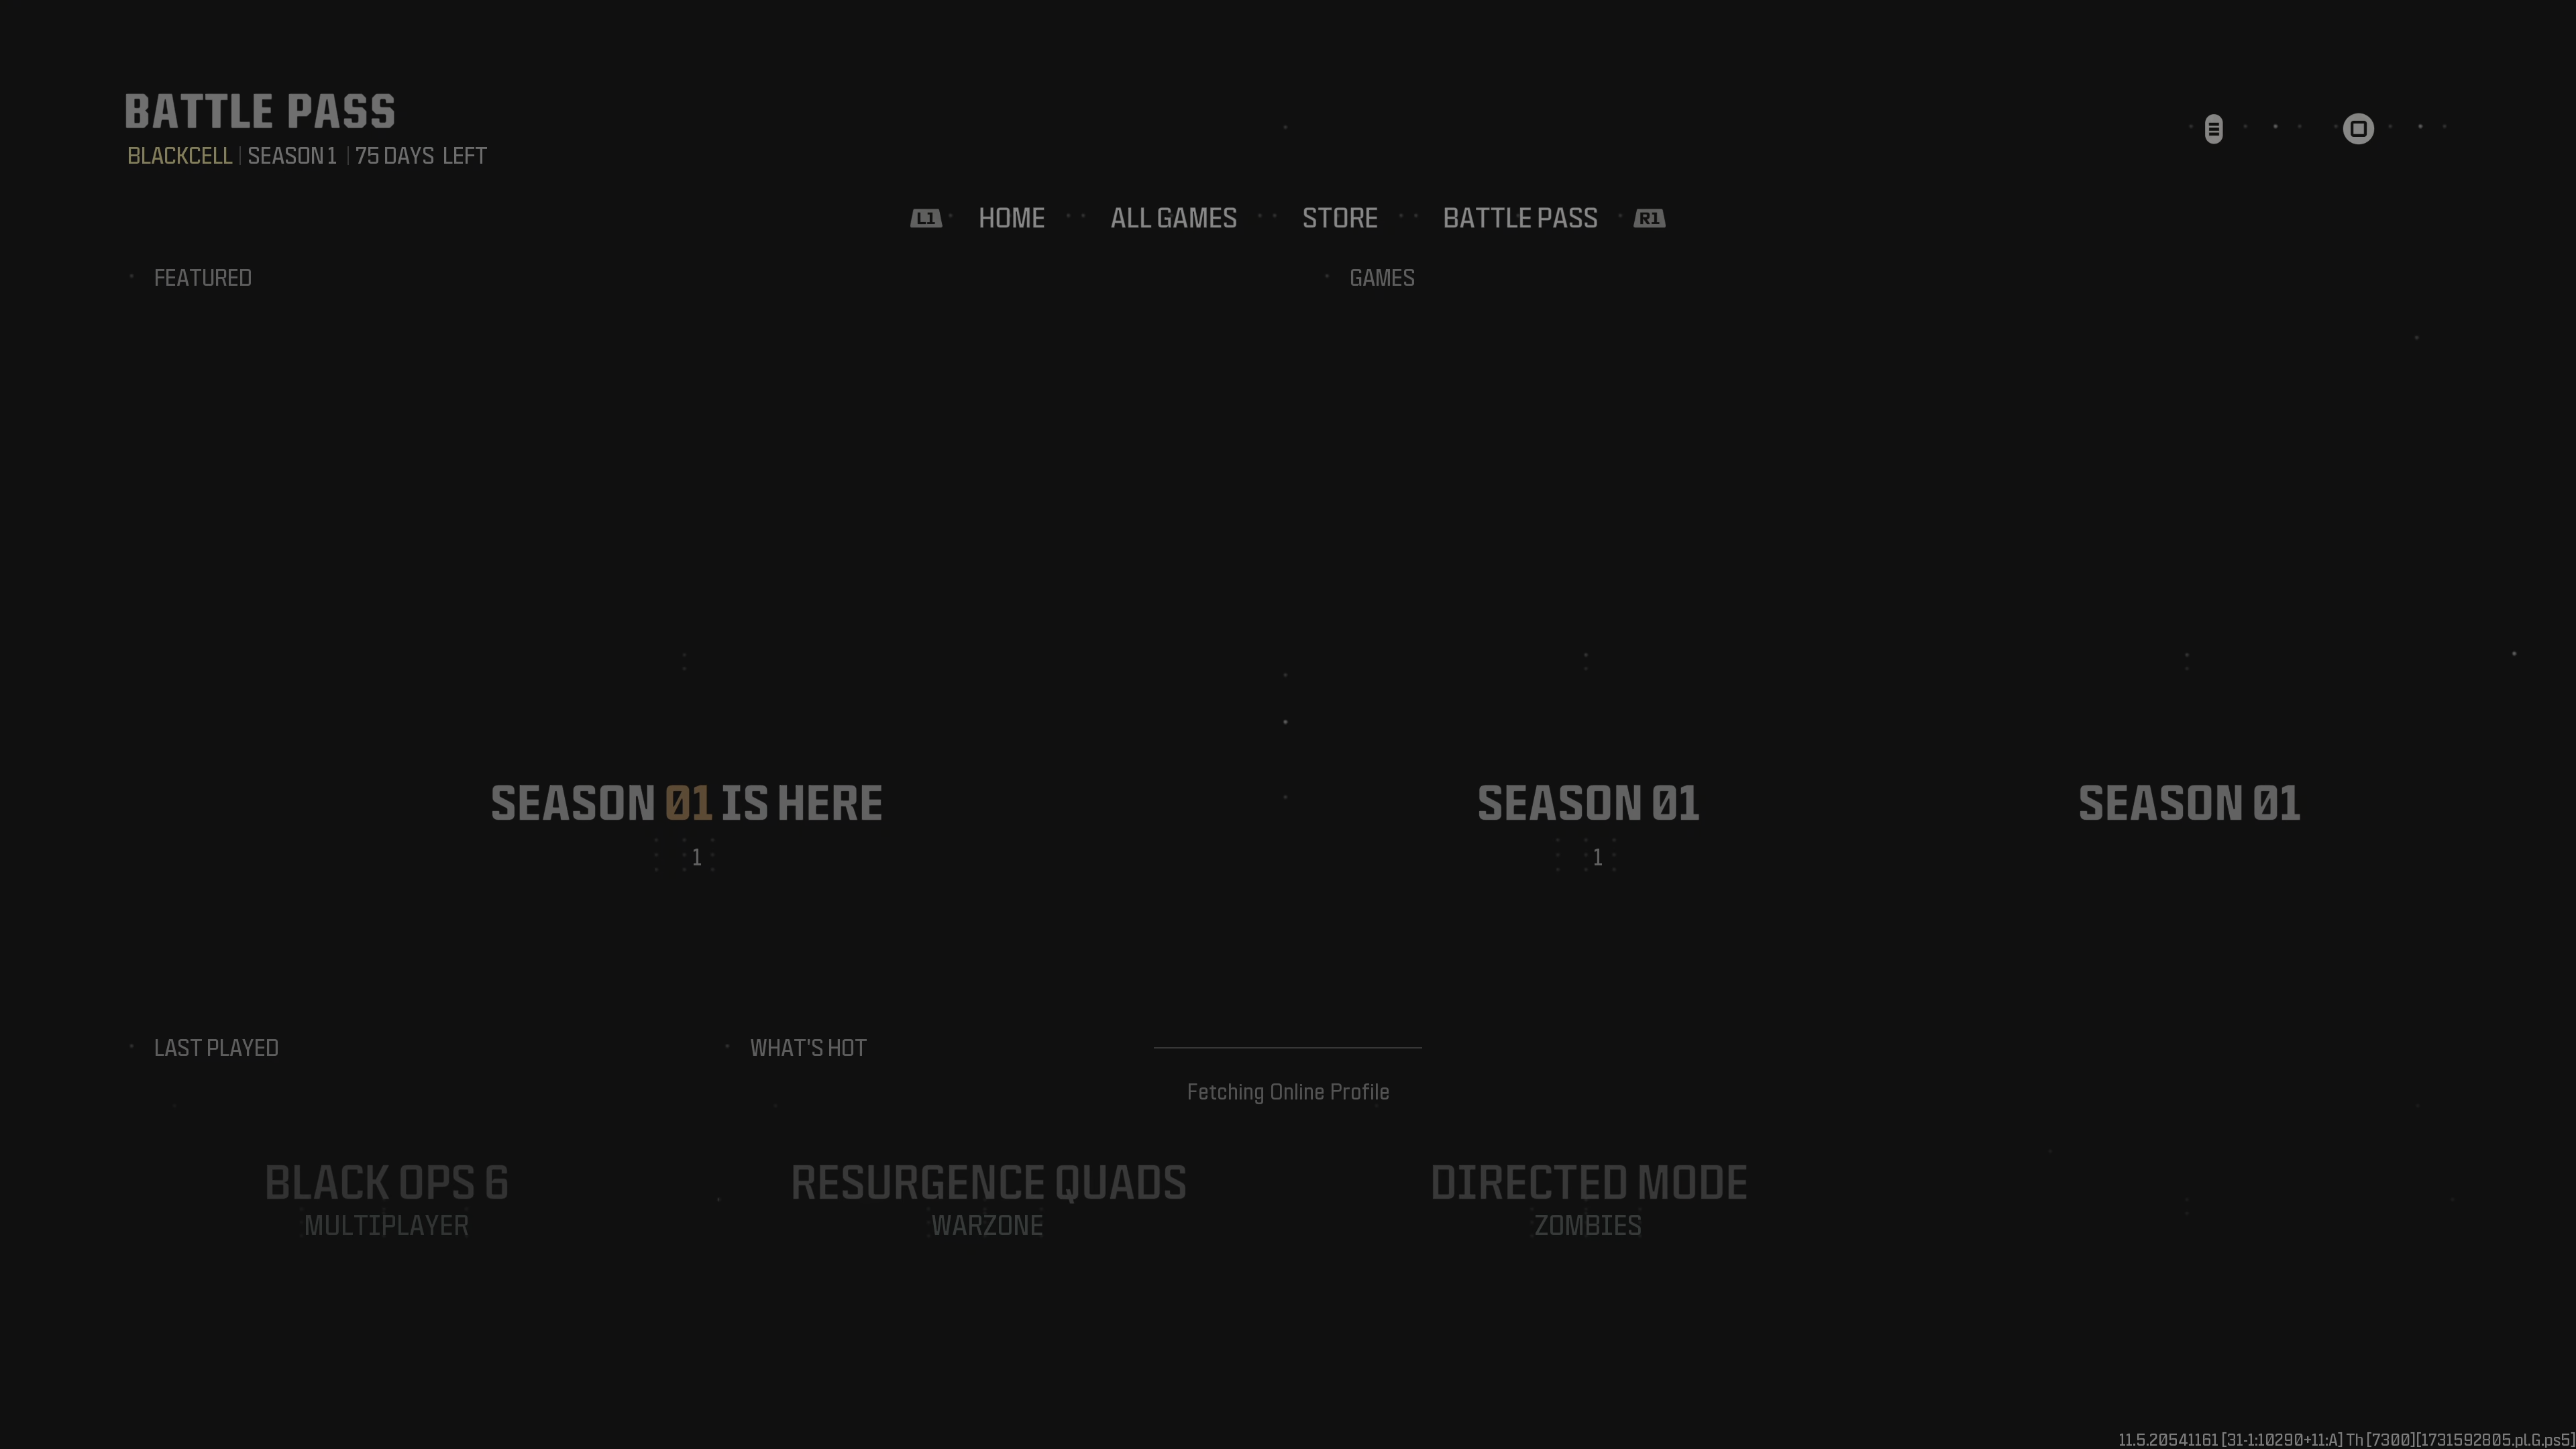 BATTLE PASS
BLACKCELL | SEASON 1 | 75 DAYS LEFT
L1 HOME ALL GAMES STORE BATTLE PASS R1
FEATURED
GAMES
SEASON 01 IS HERE
1
SEASON 01
1
SEASON 01
LAST PLAYED
WHAT'S HOT
Fetching Online Profile
BLACK OPS 6
MULTIPLAYER
RESURGENCE QUADS
WARZONE
DIRECTED MODE
ZOMBIES
11.5.20541161 [31-1:10290+11:A] Th [7300][1731592805.pl.G.ps5]